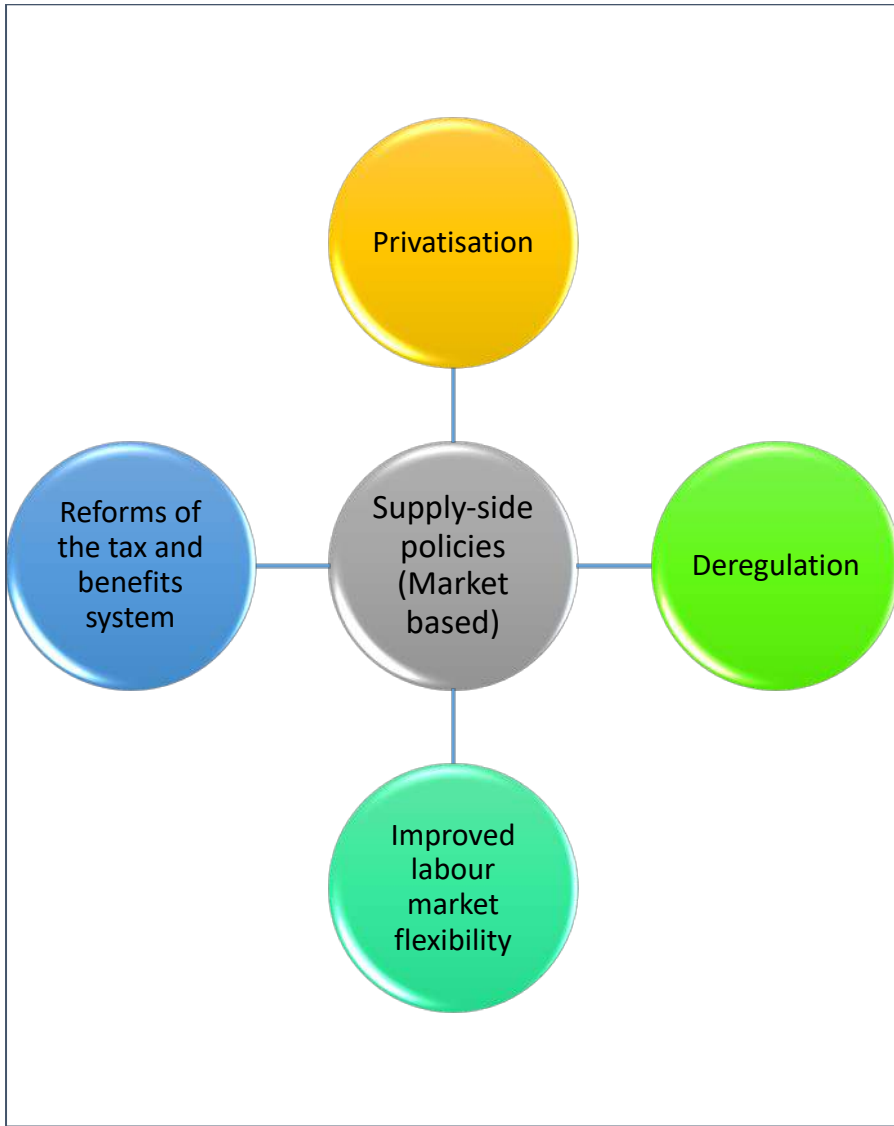 Privatisation
Reforms of
the tax and
benefits
system
Supply-side
policies
(Market
based)
Deregulation
Improved
labour
market
flexibility